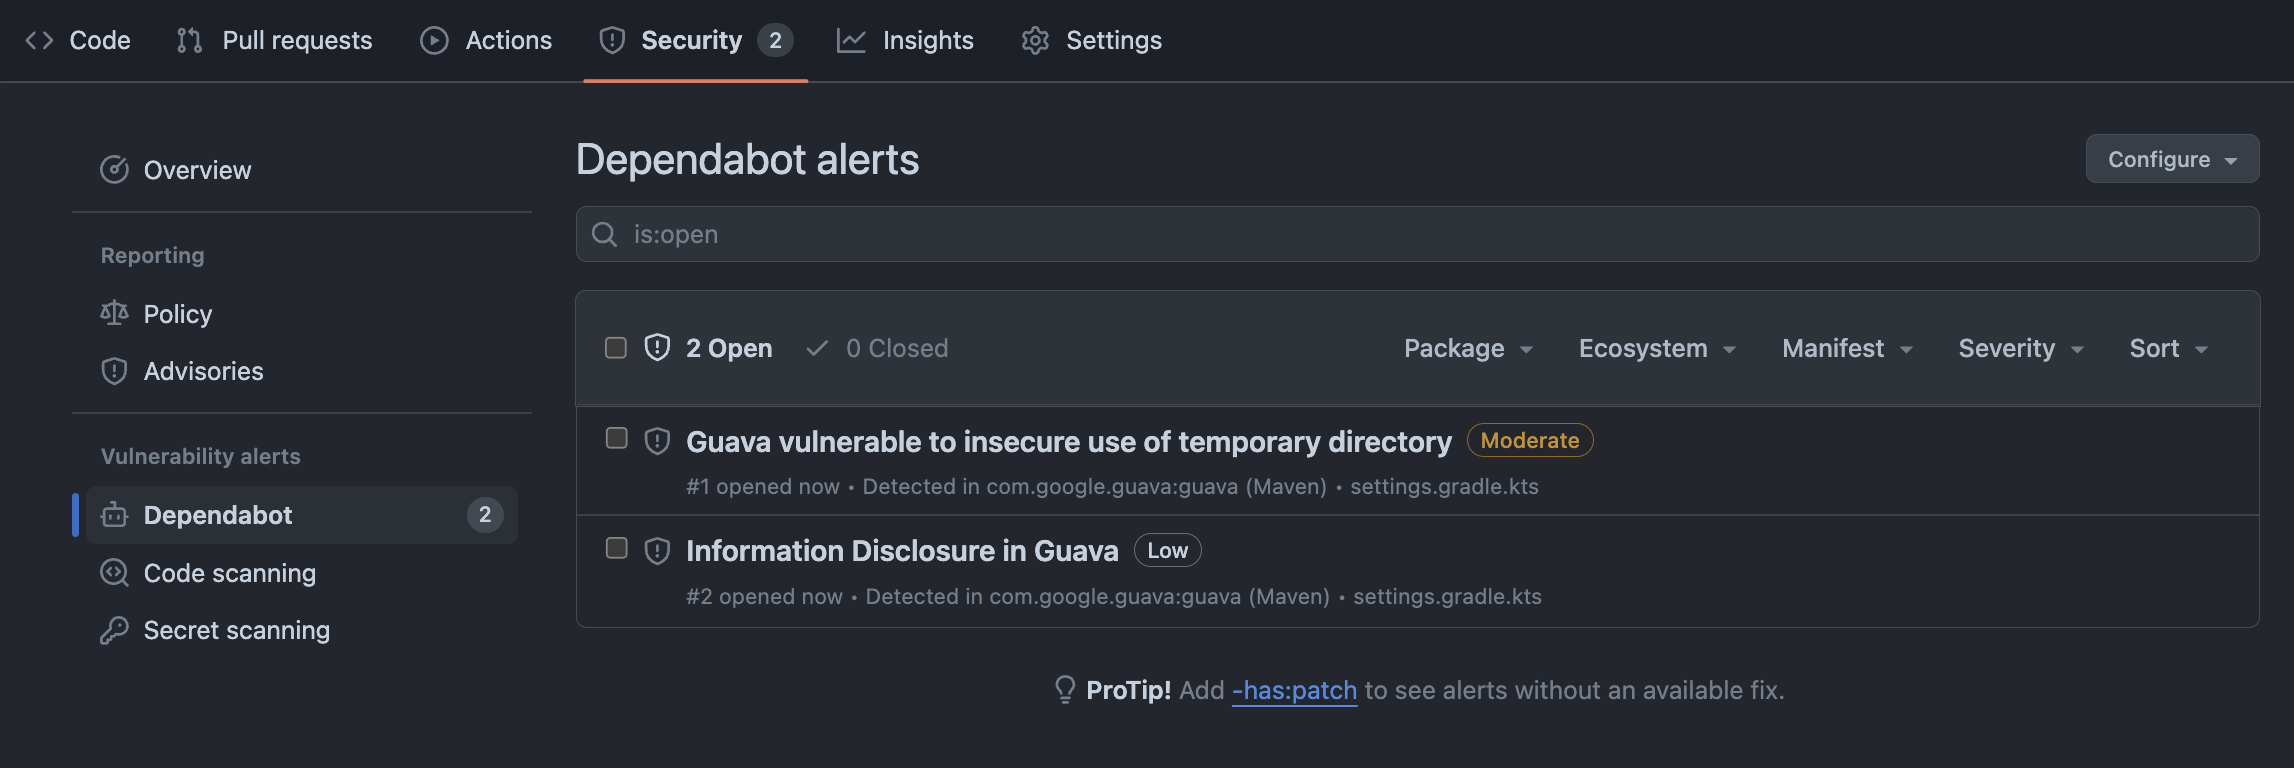 Code Pull requests Actions Security 2 Insights Settings
Overview
Reporting
Policy
Advisories
Vulnerability alerts
Dependabot 2
Code scanning
Secret scanning
Dependabot alerts
Configure
is:open
2 Open 0 Closed Package Ecosystem Manifest Severity Sort
Guava vulnerable to insecure use of temporary directory Moderate
#1 opened now • Detected in com.google.guava:guava (Maven) • settings.gradle.kts
Information Disclosure in Guava Low
#2 opened now • Detected in com.google.guava:guava (Maven) • settings.gradle.kts
ProTip! Add -has:patch to see alerts without an available fix.